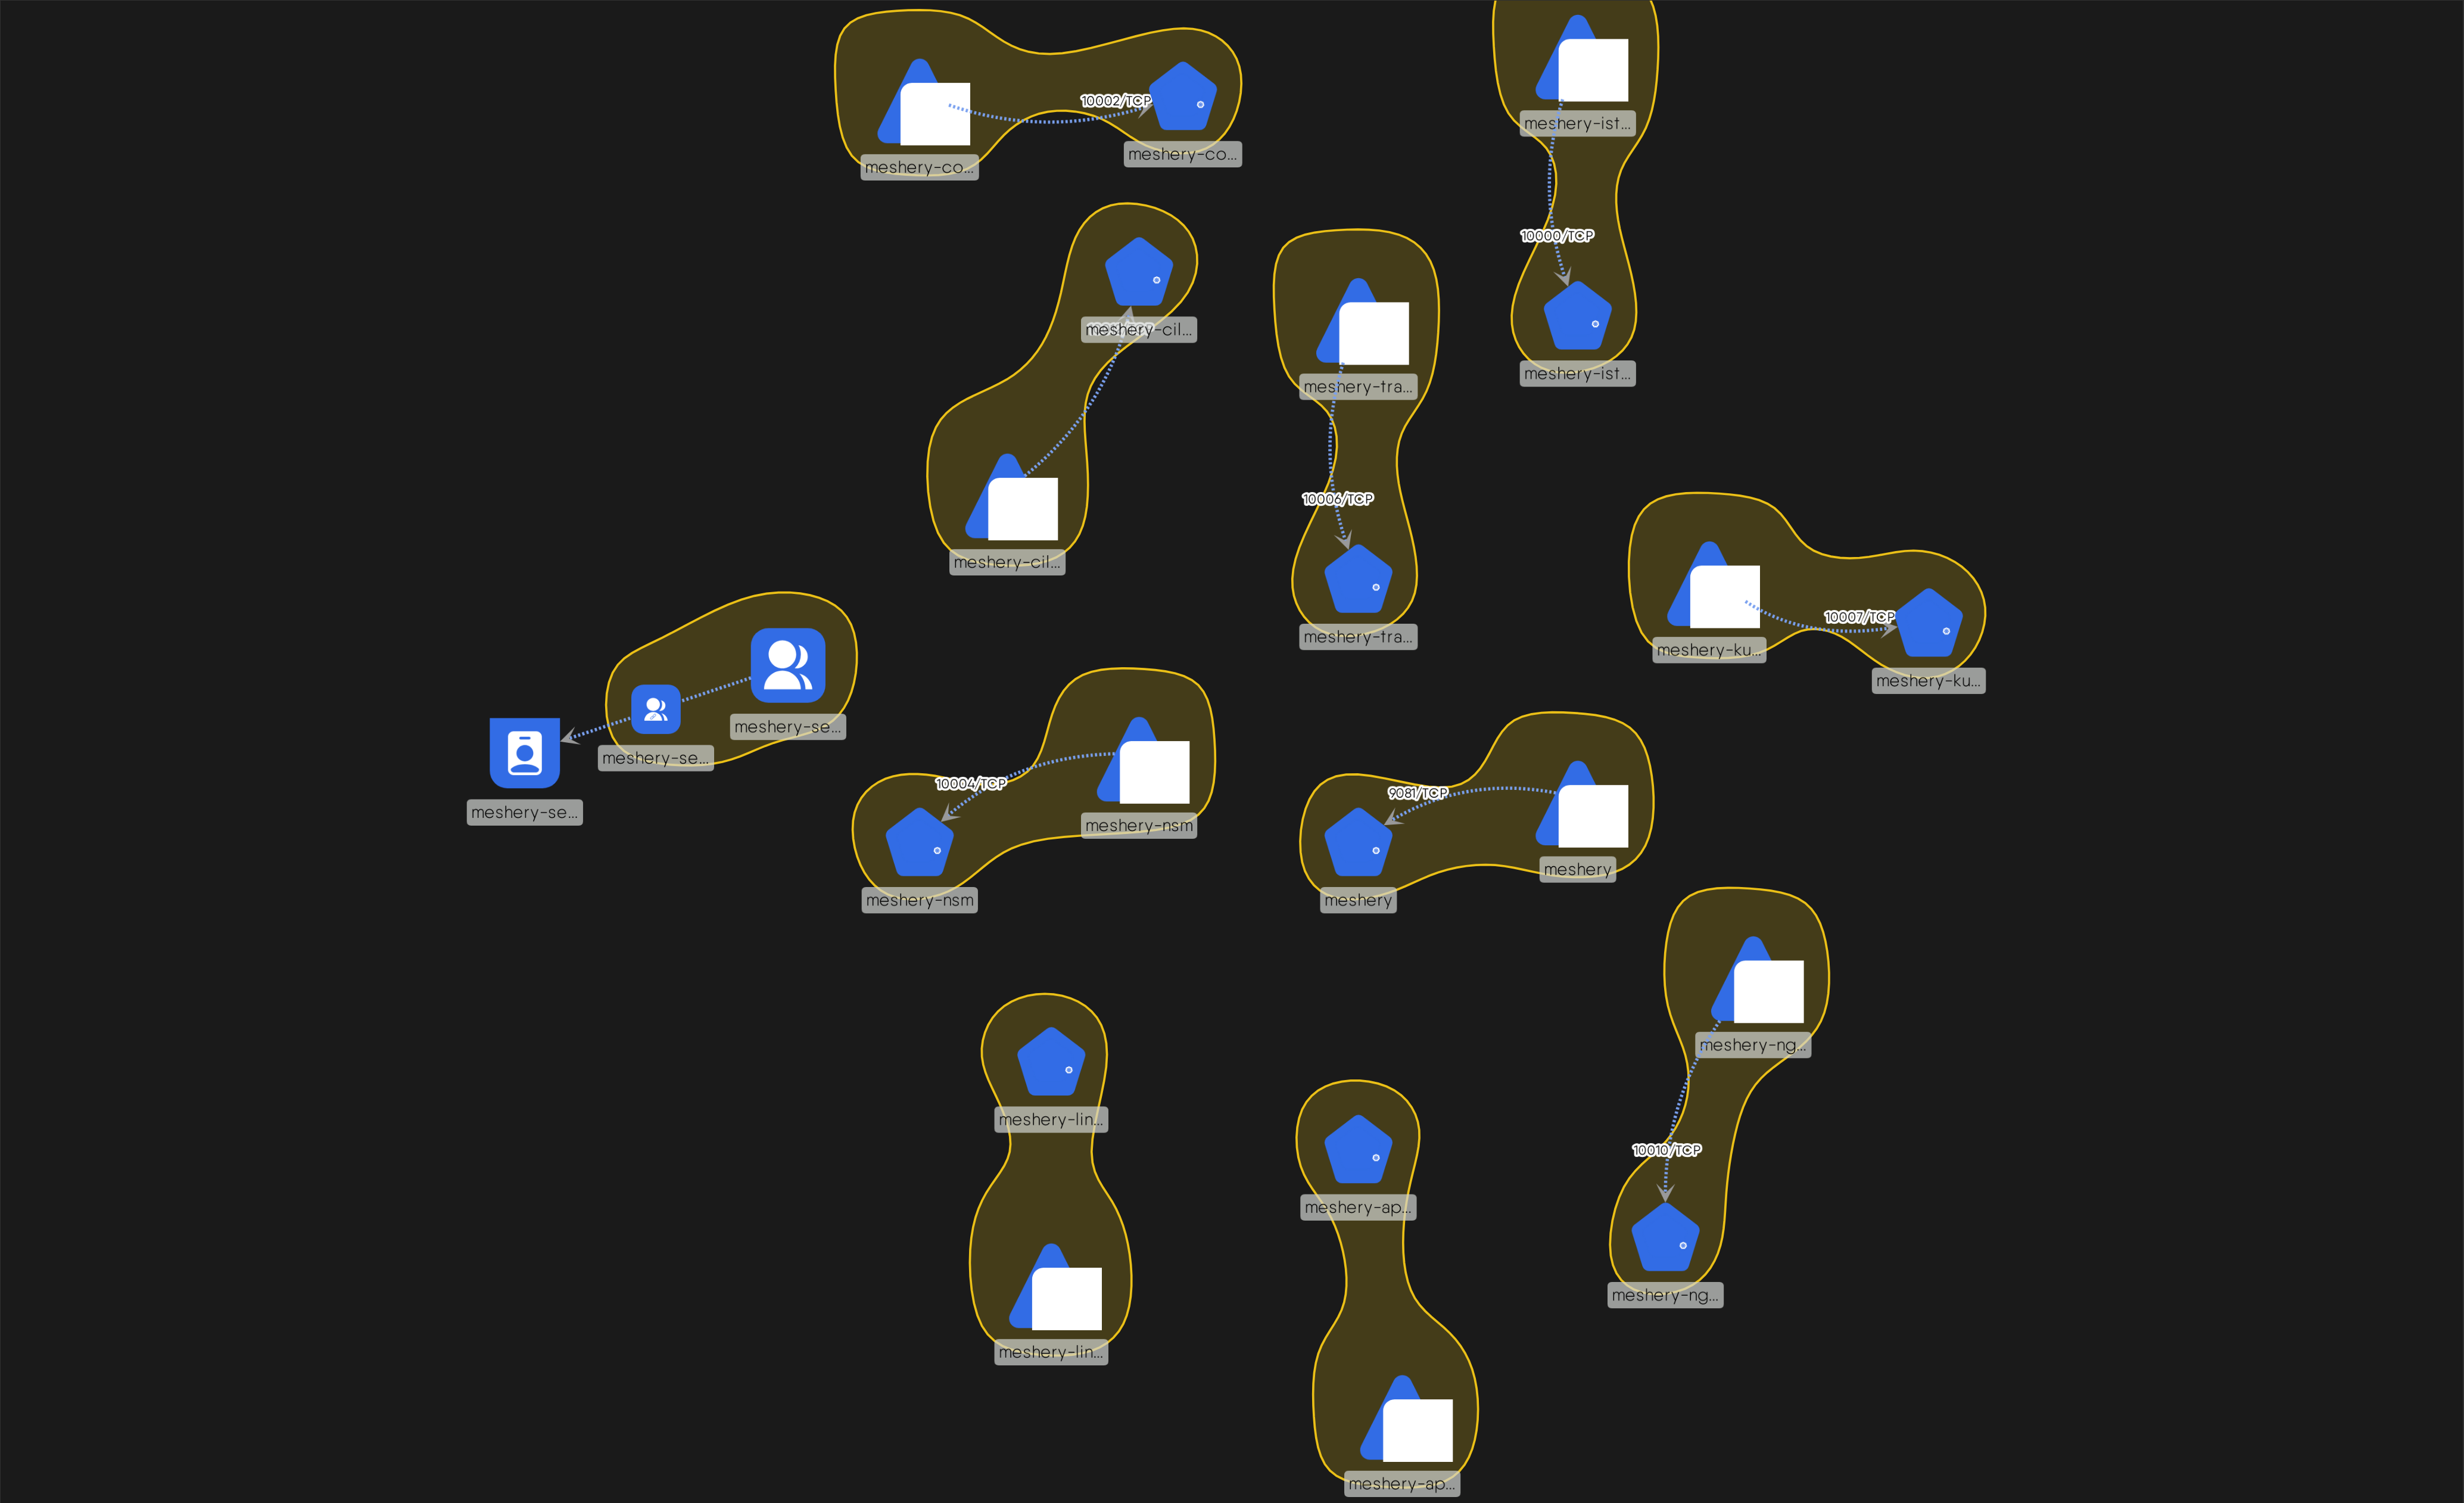 10002/TCP
meshery-co...
meshery-co...
meshery-ist...
10000/TCP
meshery-ist...
meshery-cil...
meshery-cil...
meshery-tra...
10006/TCP
meshery-tra...
10007/TCP
meshery-ku...
meshery-ku...
meshery-se...
meshery-se...
meshery-se...
10004/TCP
meshery-nsm
meshery-nsm
9081/TCP
meshery
meshery
meshery-ng...
10010/TCP
meshery-ng...
meshery-lin...
meshery-lin...
meshery-ap...
meshery-ap...